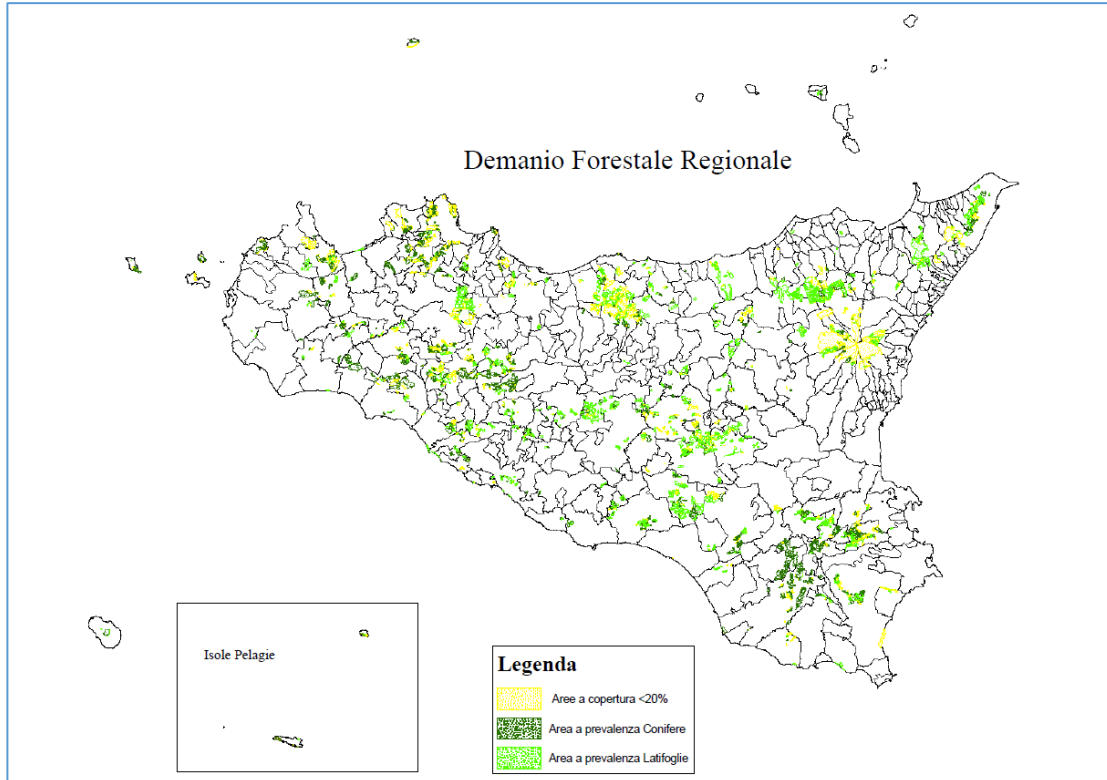 Demanio Forestale Regionale
Isole Pelagie
Legenda
Aree a copertura <20%
Area a prevalenza Conifere
Area a prevalenza Latifoglie